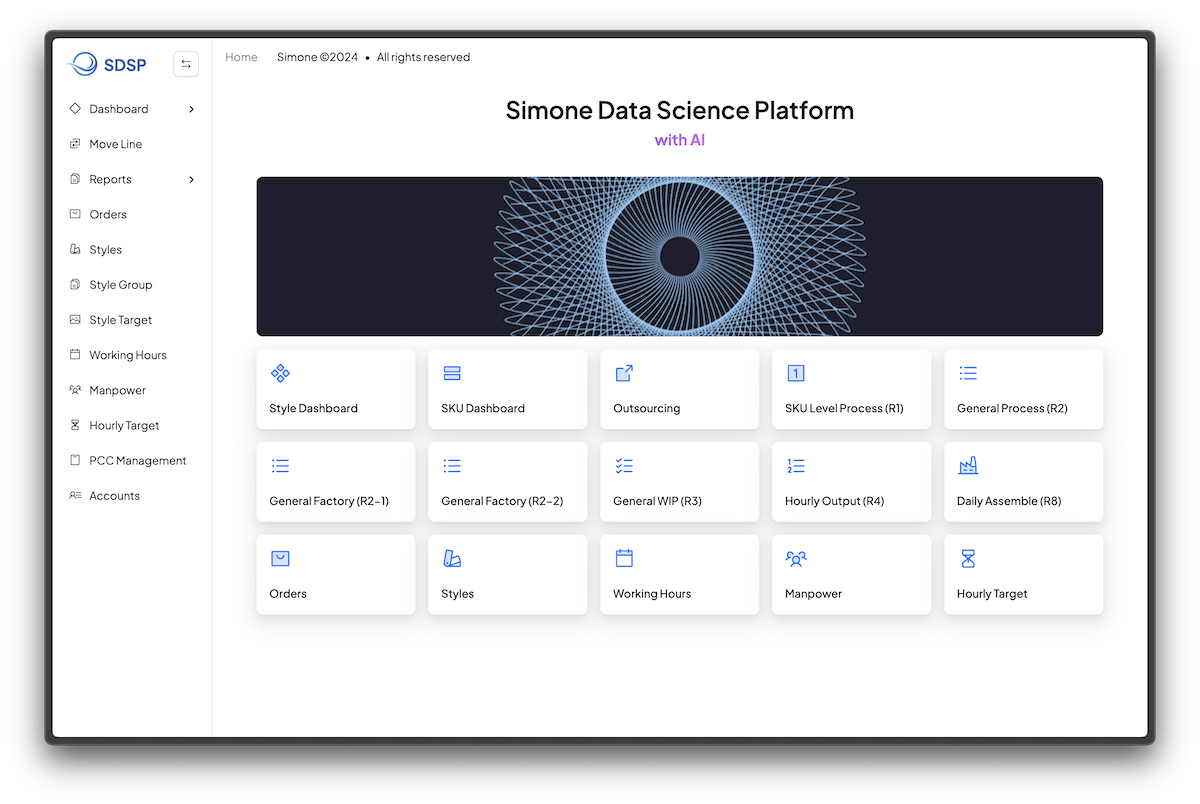 SDSP
Dashboard
Move Line
Reports
Orders
Styles
Style Group
Style Target
Working Hours
Manpower
Hourly Target
PCC Management
Accounts
Home Simone ©2024 • All rights reserved
Simone Data Science Platform
with AI
Style Dashboard
SKU Dashboard
Outsourcing
1
SKU Level Process (R1)
General Process (R2)
General Factory (R2-1)
General Factory (R2-2)
General WIP (R3)
1
2
Hourly Output (R4)
Daily Assemble (R8)
Orders
Styles
Working Hours
Manpower
Hourly Target